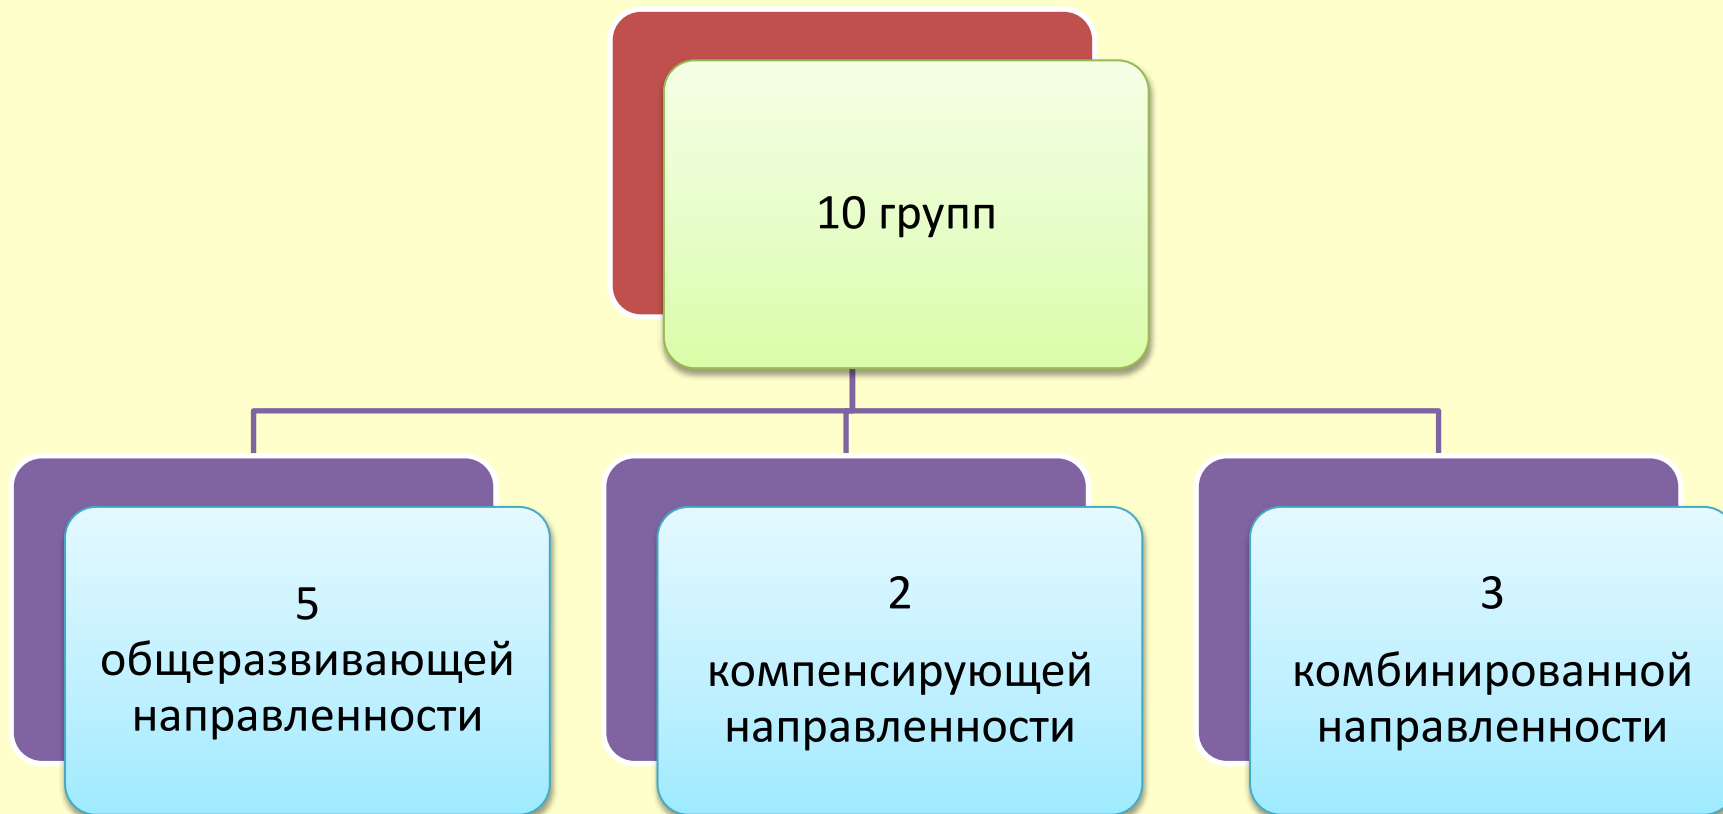 10 групп
5
общеразвивающей
направленности
2
компенсирующей
направленности
3
комбинированной
направленности